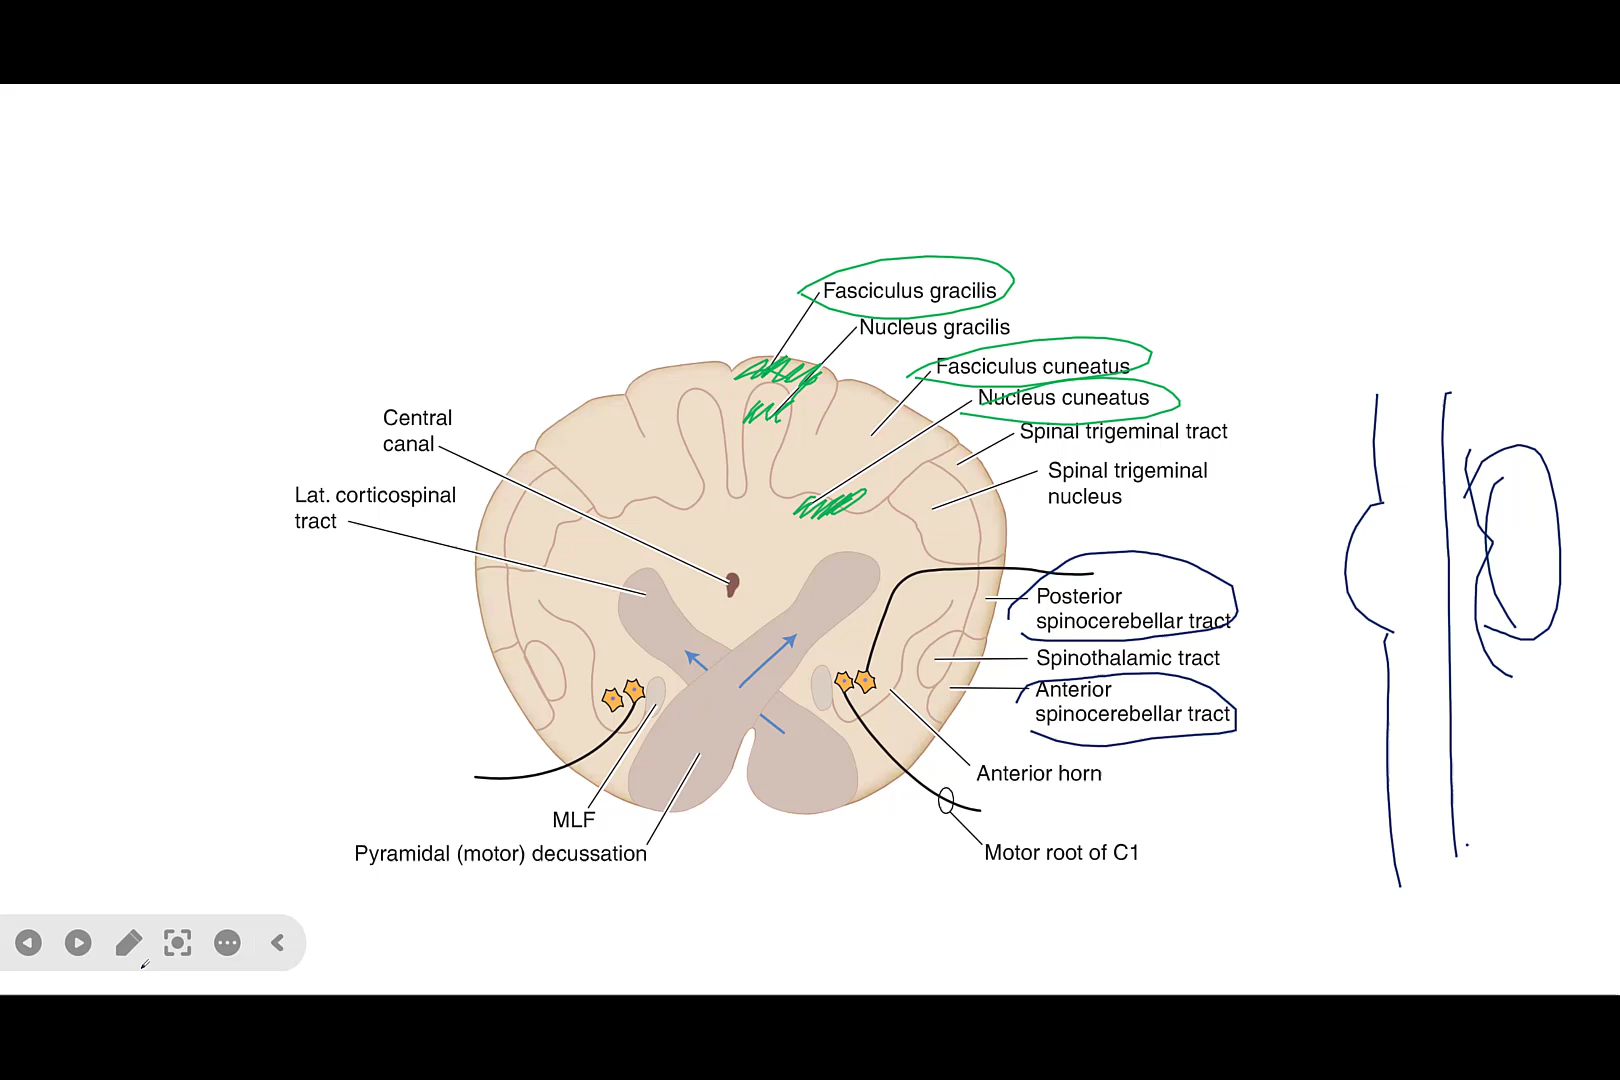 Fasciculus gracilis
Nucleus gracilis
Fasciculus cuneatus
Nucleus cuneatus
Spinal trigeminal tract
Spinal trigeminal
nucleus
Central
canal
Lat. corticospinal
tract
Posterior
spinocerebellar tract
Spinothalamic tract
Anterior
spinocerebellar tract
Anterior horn
MLF
Pyramidal (motor) decussation
Motor root of C1